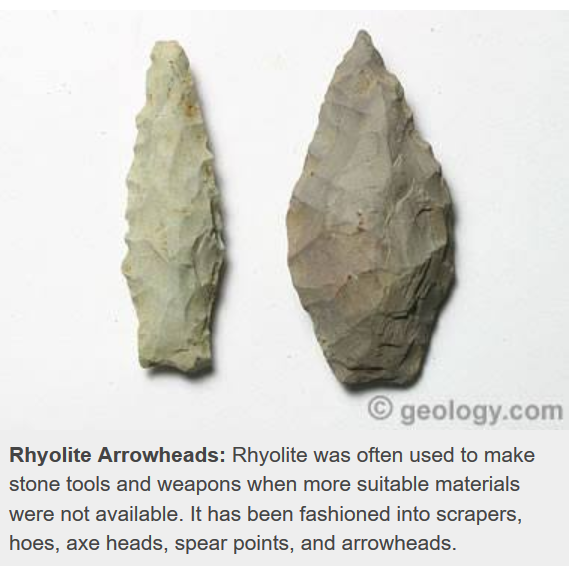 © geology.com
Rhyolite Arrowheads: Rhyolite was often used to make
stone tools and weapons when more suitable materials
were not available. It has been fashioned into scrapers,
hoes, axe heads, spear points, and arrowheads.